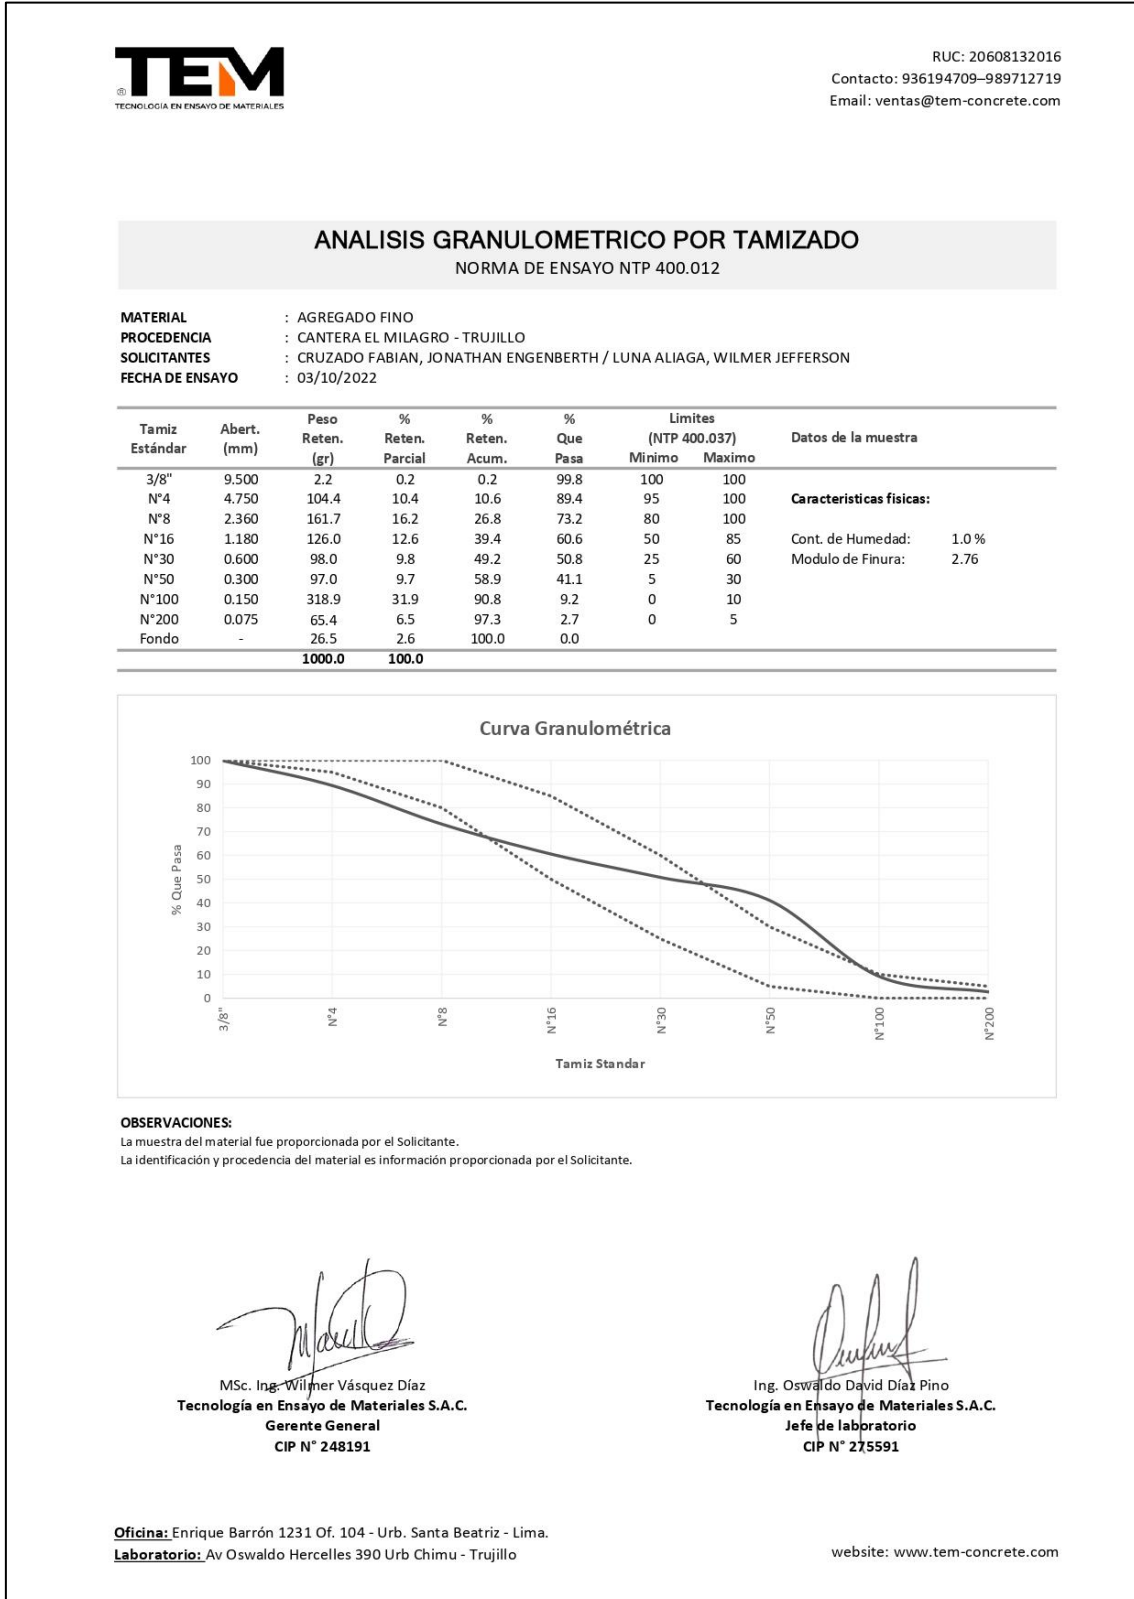 TEM
®
TECNOLOGÍA EN ENSAYO DE MATERIALES
RUC: 20608132016
Contacto: 936194709–989712719
Email: ventas@tem-concrete.com
ANALISIS GRANULOMETRICO POR TAMIZADO
NORMA DE ENSAYO NTP 400.012
MATERIAL : AGREGADO FINO
PROCEDENCIA : CANTERA EL MILAGRO - TRUJILLO
SOLICITANTES : CRUZADO FABIAN, JONATHAN ENGENBERTH / LUNA ALIAGA, WILMER JEFFERSON
FECHA DE ENSAYO : 03/10/2022
Tamiz Estándar Abert. (mm) Peso Reten. (gr) % Reten. Parcial % Reten. Acum. % Que Pasa Limites (NTP 400.037) Minimo Maximo Datos de la muestra
3/8" 9.500 2.2 0.2 0.2 99.8 100 100
N°4 4.750 104.4 10.4 10.6 89.4 95 100 Caracteristicas fisicas:
N°8 2.360 161.7 16.2 26.8 73.2 80 100
N°16 1.180 126.0 12.6 39.4 60.6 50 85 Cont. de Humedad: 1.0 %
N°30 0.600 98.0 9.8 49.2 50.8 25 60 Modulo de Finura: 2.76
N°50 0.300 97.0 9.7 58.9 41.1 5 30
N°100 0.150 318.9 31.9 90.8 9.2 0 10
N°200 0.075 65.4 6.5 97.3 2.7 0 5
Fondo - 26.5 2.6 100.0 0.0
1000.0 100.0
Curva Granulométrica
% Que Pasa
100
90
80
70
60
50
40
30
20
10
0
3/8" N°4 N°8 N°16 N°30 N°50 N°100 N°200
Tamiz Standar
OBSERVACIONES:
La muestra del material fue proporcionada por el Solicitante.
La identificación y procedencia del material es información proporcionada por el Solicitante.
MSc. Ing. Wilmer Vásquez Díaz
Tecnología en Ensayo de Materiales S.A.C.
Gerente General
CIP N° 248191
Ing. Oswaldo David Díaz Pino
Tecnología en Ensayo de Materiales S.A.C.
Jefe de laboratorio
CIP N° 275591
Oficina: Enrique Barrón 1231 Of. 104 - Urb. Santa Beatriz - Lima.
Laboratorio: Av Oswaldo Hercelles 390 Urb Chimu - Trujillo
website: www.tem-concrete.com